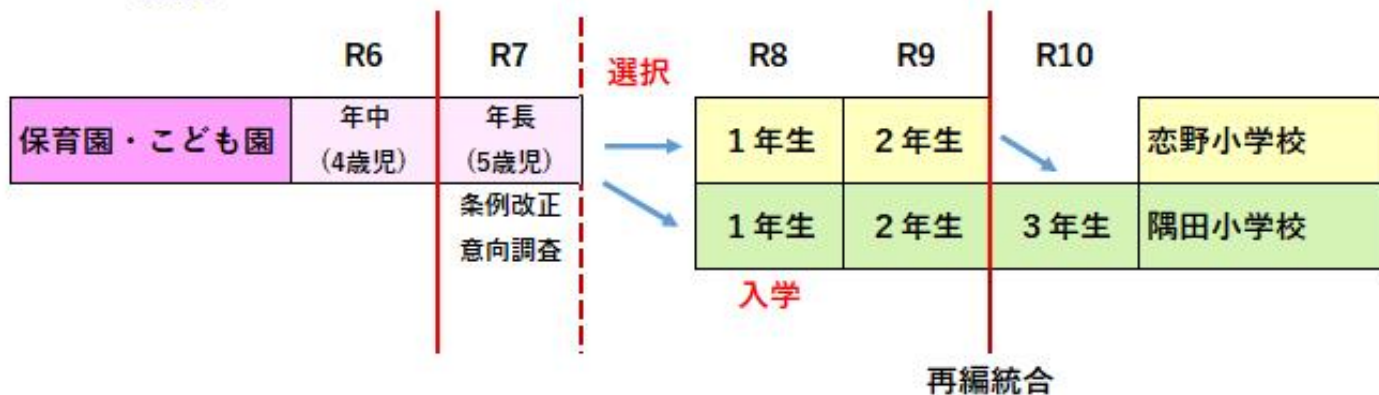 R6 R7 選択 R8 R9 R10
保育園・こども園 年中 年長 1年生 2年生 恋野小学校
(4歳児) (5歳児)
条例改正 1年生 2年生 3年生 隅田小学校
意向調査
入学
再編統合